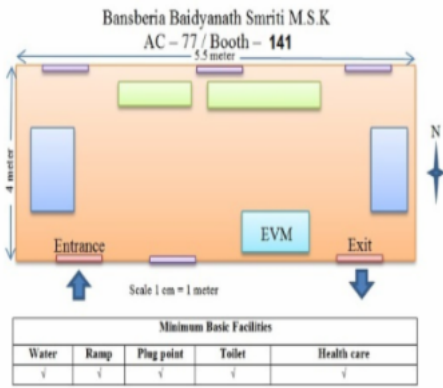 Bansberia Baidyanath Smriti M.S.K
AC – 77 / Booth – 141
5.5 meter
4 meter
N
EVM
Entrance
Exit
Scale 1 cm = 1 meter
Minimum Basic Facilities
Water Ramp Plug point Toilet Health care
√ √ √ √ √